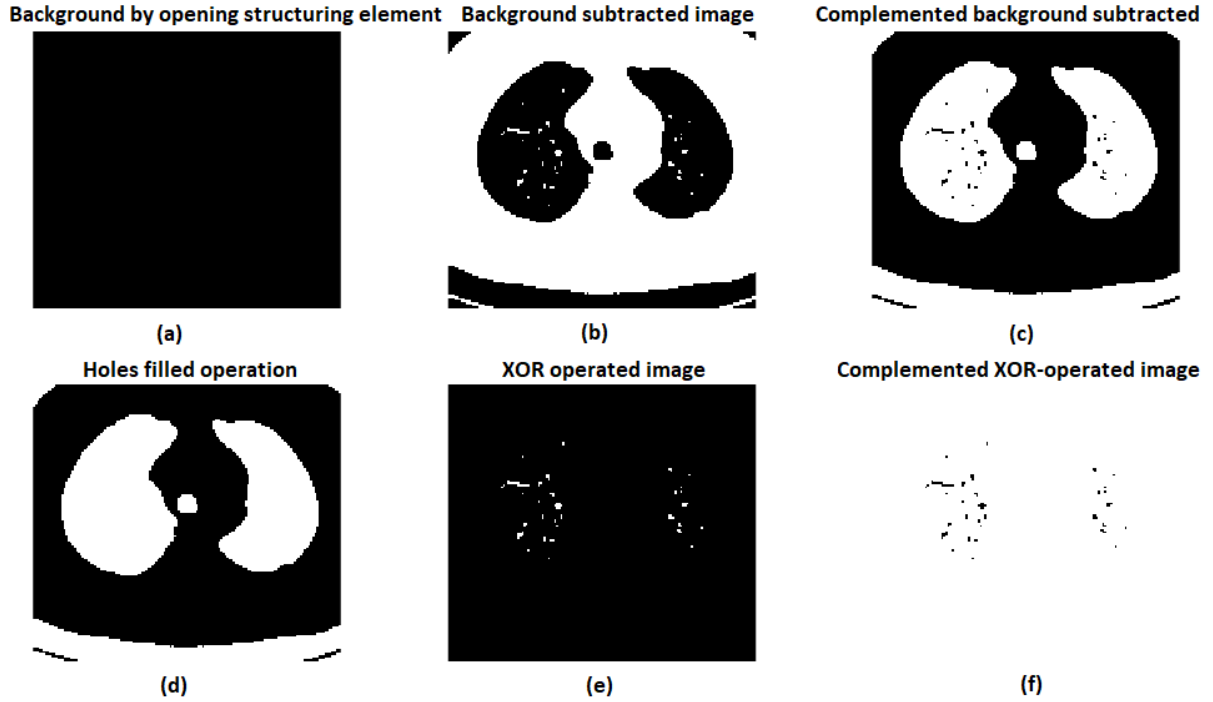 Background by opening structuring element
Background subtracted image
Complemented background subtracted
(a)
(b)
(c)
Holes filled operation
XOR operated image
Complemented XOR-operated image
(d)
(e)
(f)